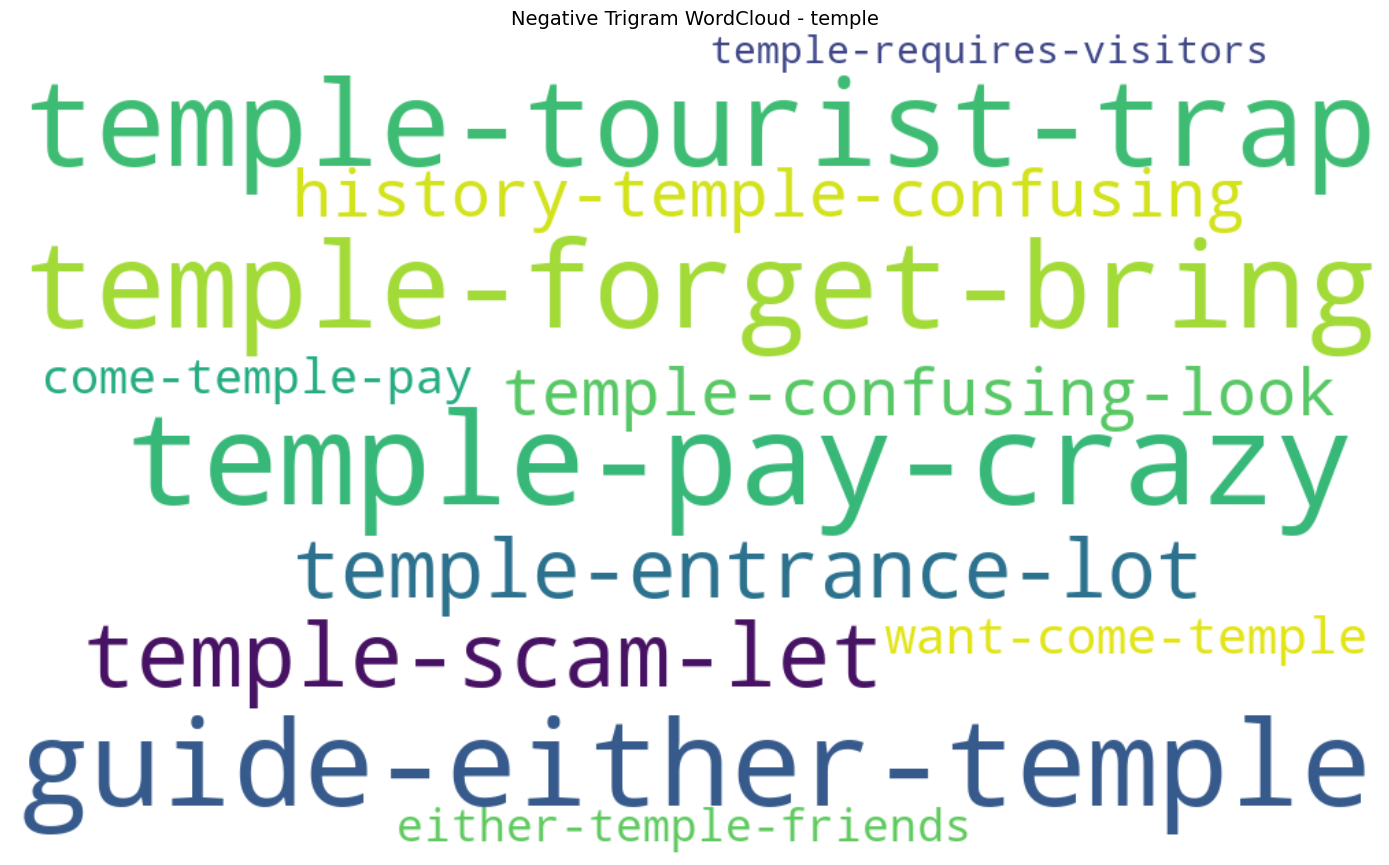 Negative Trigram WordCloud - temple
temple-requires-visitors
temple-tourist-trap
history-temple-confusing
temple-forget-bring
come-temple-pay
temple-confusing-look
temple-pay-crazy
temple-entrance-lot
temple-scam-let
want-come-temple
guide-either-temple
either-temple-friends